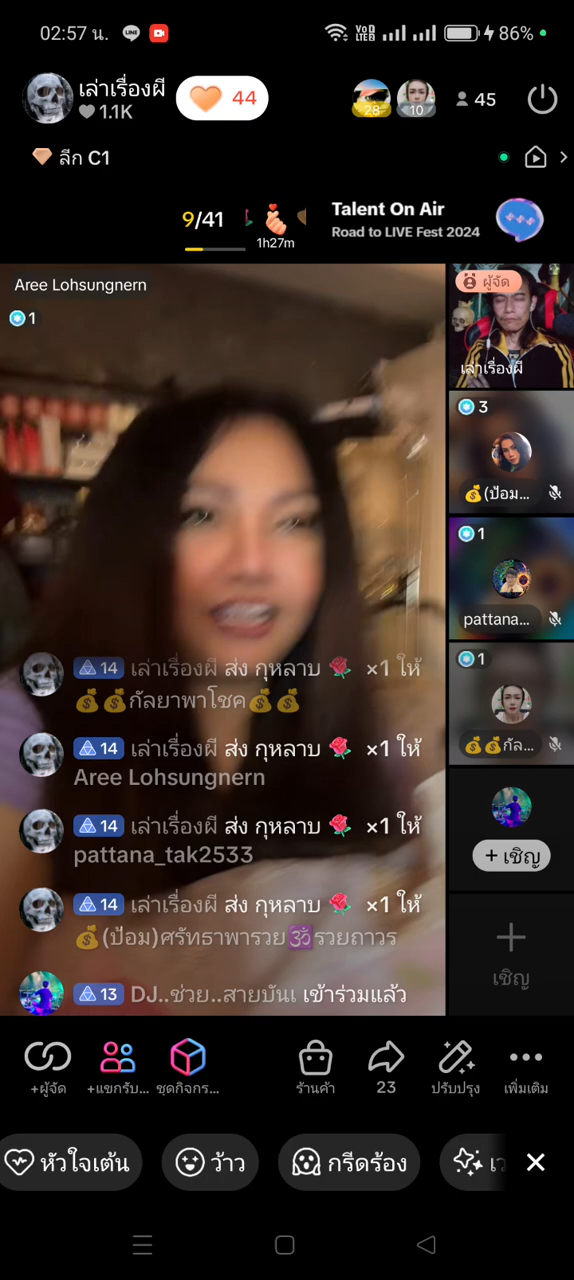 02:57 น.
VoD LTE 86%
เล่าเรื่องผี
1.1K
44
28
10
45
ลีก C1
9/41
1h27m
Talent On Air
Road to LIVE Fest 2024
Aree Lohsungnern
1
ผู้จัด
เล่าเรื่องผี
3
💰(ป้อม...
1
pattana...
1
💰💰กัล...
+ เชิญ
เชิญ
14 เล่าเรื่องผี ส่ง กุหลาบ 🌹 ×1 ให้
💰💰กัลยาพาโชค💰💰
14 เล่าเรื่องผี ส่ง กุหลาบ 🌹 ×1 ให้
Aree Lohsungnern
14 เล่าเรื่องผี ส่ง กุหลาบ 🌹 ×1 ให้
pattana_tak2533
14 เล่าเรื่องผี ส่ง กุหลาบ 🌹 ×1 ให้
💰(ป้อม)ศรัทธาพารวย🕉รวยถาวร
13 DJ..ช่วย..สายบันเ เข้าร่วมแล้ว
+ผู้จัด
+แขกรับ...
ชุดกิจกร...
ร้านค้า
23
ปรับปรุง
เพิ่มเติม
หัวใจเต้น
ว้าว
กรีดร้อง